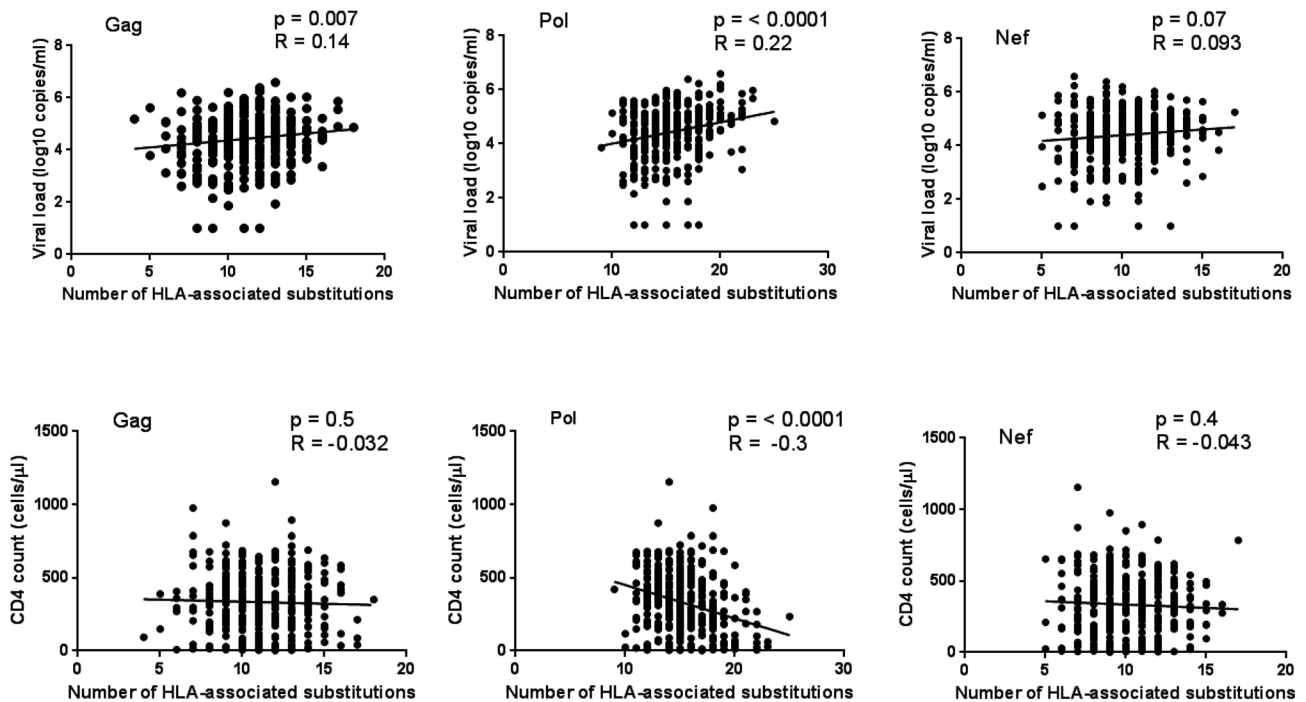 Gag
p = 0.007
R = 0.14
8
6
4
2
0
Viral load (log10 copies/ml)
0 5 10 15 20
Number of HLA-associated substitutions
Pol
p = < 0.0001
R = 0.22
8
6
4
2
0
Viral load (log10 copies/ml)
0 10 20 30
Number of HLA-associated substitutions
Nef
p = 0.07
R = 0.093
8
6
4
2
0
Viral load (log10 copies/ml)
0 5 10 15 20
Number of HLA-associated substitutions
Gag
p = 0.5
R = -0.032
1500
1000
500
0
CD4 count (cells/µl)
0 5 10 15 20
Number of HLA-associated substitutions
Pol
p = < 0.0001
R = -0.3
1500
1000
500
0
CD4 count (cells/µl)
0 10 20 30
Number of HLA-associated substitutions
Nef
p = 0.4
R = -0.043
1500
1000
500
0
CD4 count (cells/µl)
0 5 10 15 20
Number of HLA-associated substitutions